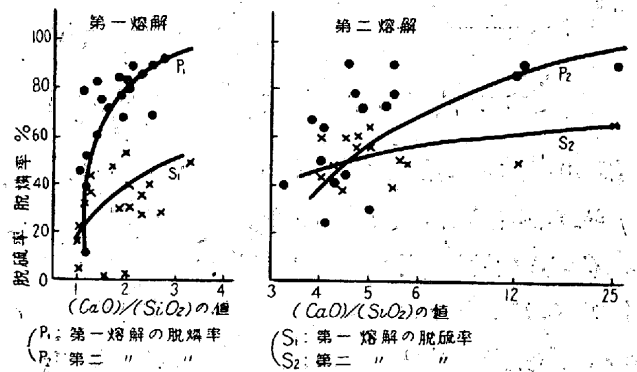 第一熔解
第二熔解
脱硫率,脱燐率 %
100
80
60
40
20
0
P₁
S₁
P₂
S₂
1 2 3 4
3 4 5 12 25
(CaO)/(SiO₂)の値
(CaO)/(SiO₂)の値
P₁: 第一熔解の脱燐率
P₂: 第二 〃 〃
S₁: 第一熔解の脱硫率
S₂: 第二 〃 〃